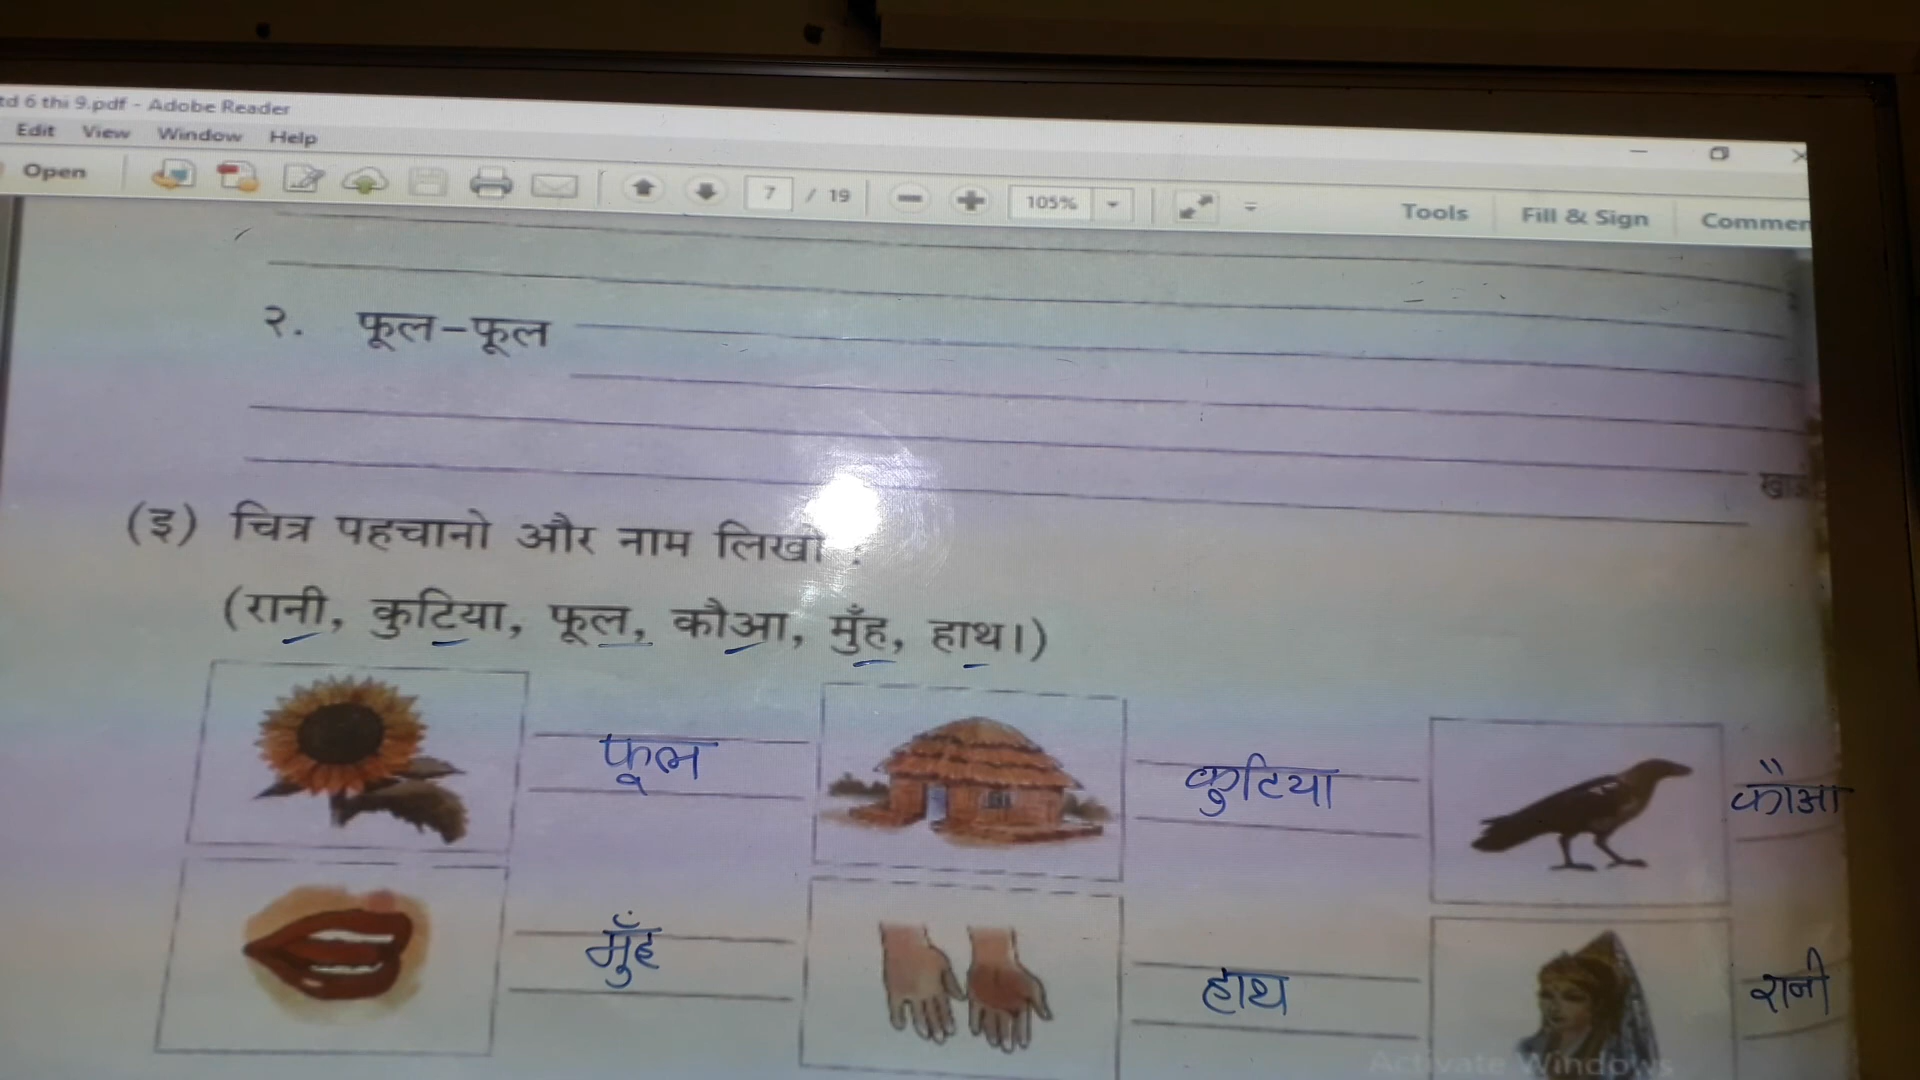 td 6 thi 9.pdf - Adobe Reader
Edit View Window Help
Open 7 / 19 105% Tools Fill & Sign Commen
२. फूल-फूल
खाऊ
(इ) चित्र पहचानो और नाम लिखो :
(रानी, कुटिया, फूल, कौआ, मुँह, हाथ।)
फूल कुटिया कौआ
मुँह हाथ रानी
Activate Windows